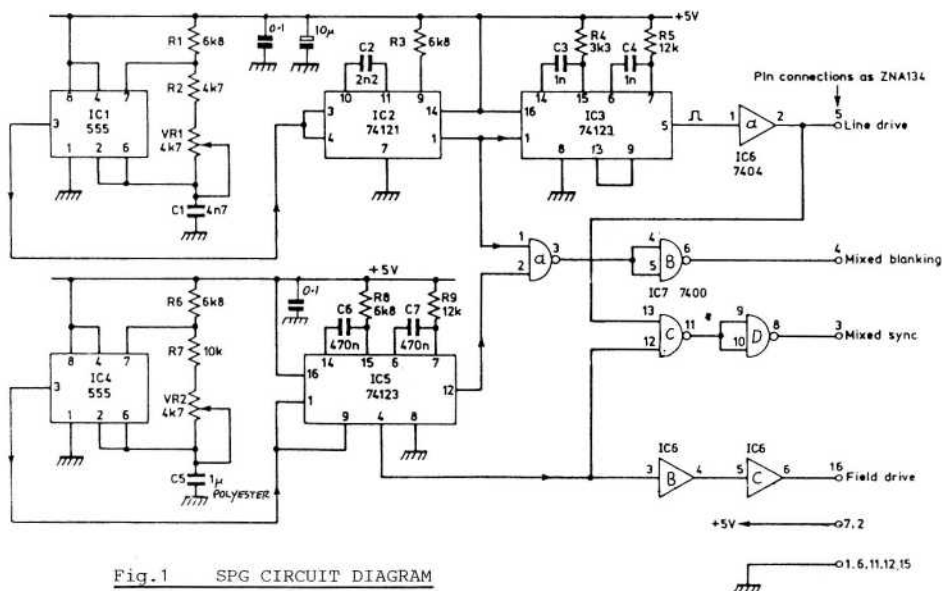 +5V
R1
6k8
0·1
10μ
R3
6k8
C2
2n2
R4
3k3
R5
12k
C3
1n
C4
1n
R2
4k7
8 4 7
3
IC1
555
VR1
4k7
1 2 6
C1
4n7
10 11 9
3
4
IC2
74121
14
1
7
14 15 6 7
16
1
IC3
74123
5
8 13 9
Pin connections as ZNA134
1 a 2
IC6
7404
5
Line drive
1
2
a
3
4
5
B
6
IC7 7400
4
Mixed blanking
13
12
C
11
*
9
10
D
8
3
Mixed sync
+5V
0·1
R6
6k8
R7
10k
VR2
4k7
8 4 7
3
IC4
555
1 2 6
C5
1μ
POLYESTER
R8
6k8
R9
12k
C6
470n
C7
470n
14 15 6 7
16
1
IC5
74123
12
9 4 8
IC6
3 B 4
IC6
5 C 6
16
Field drive
+5V
7,2
1.6,11,12,15
Fig.1 SPG CIRCUIT DIAGRAM